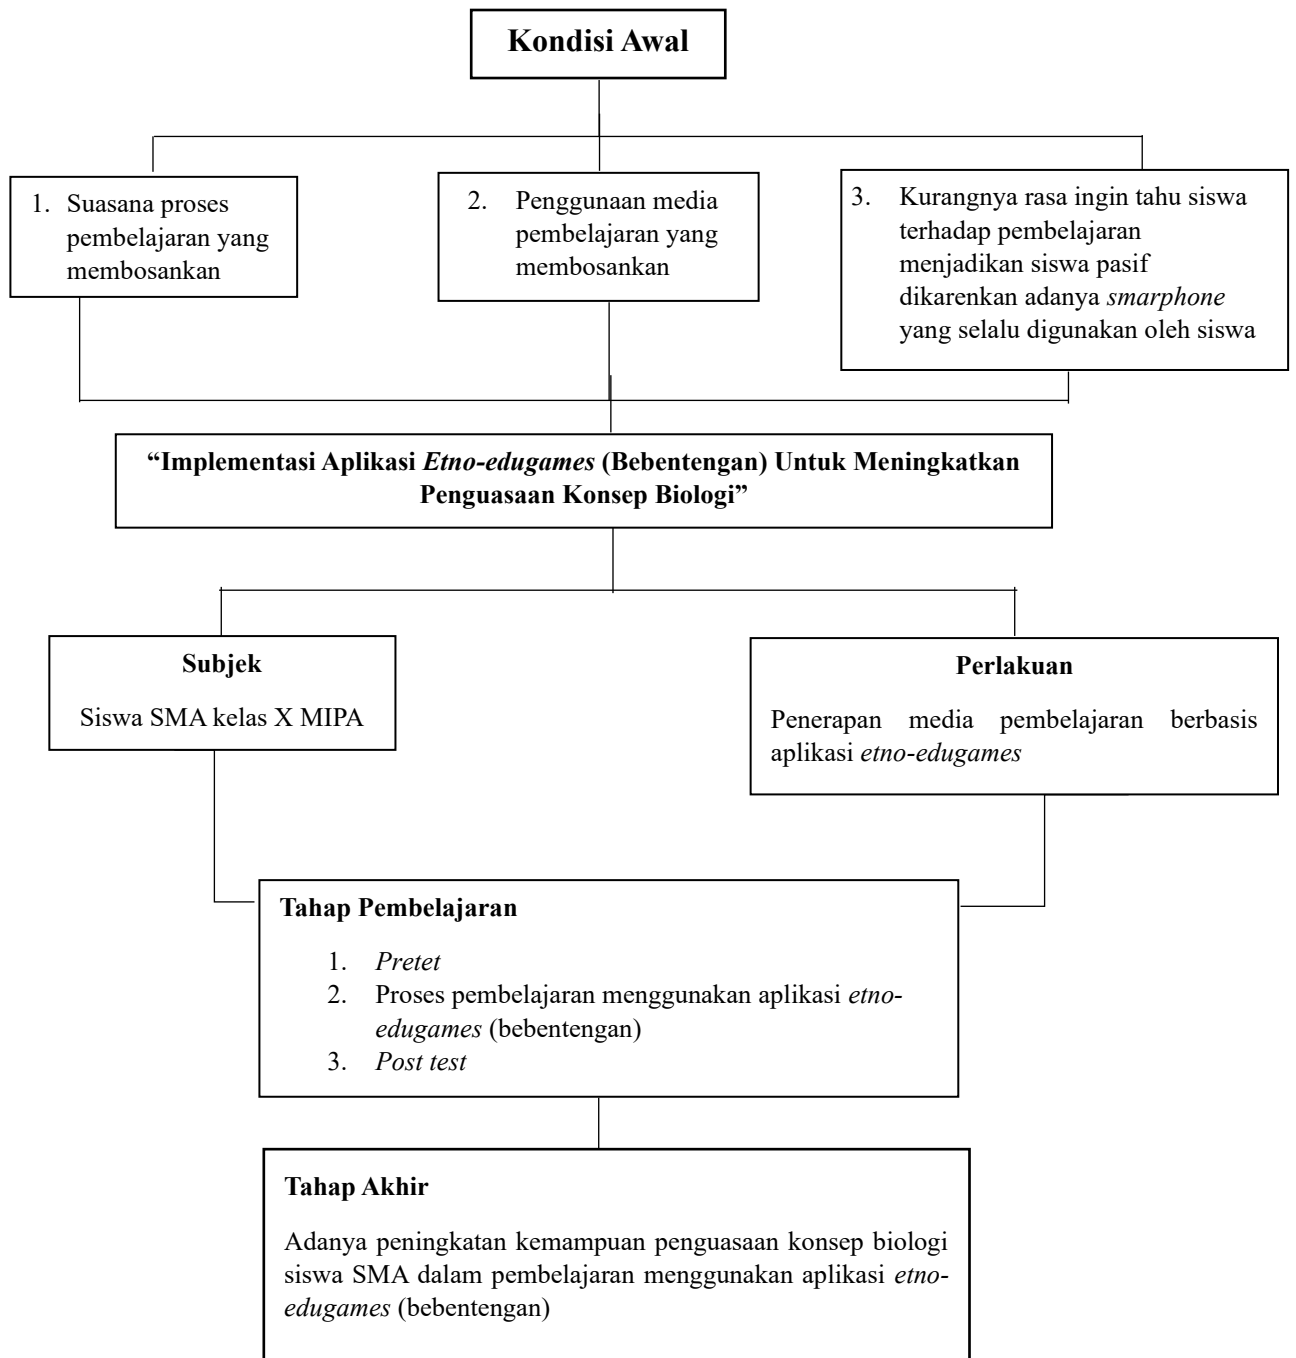 Kondisi Awal
1. Suasana proses
pembelajaran yang
membosankan
2. Penggunaan media
pembelajaran yang
membosankan
3. Kurangnya rasa ingin tahu siswa
terhadap pembelajaran
menjadikan siswa pasif
dikarenkan adanya smarphone
yang selalu digunakan oleh siswa
“Implementasi Aplikasi Etno-edugames (Bebentengan) Untuk Meningkatkan
Penguasaan Konsep Biologi”
Subjek
Siswa SMA kelas X MIPA
Perlakuan
Penerapan media pembelajaran berbasis
aplikasi etno-edugames
Tahap Pembelajaran
1. Pretet
2. Proses pembelajaran menggunakan aplikasi etno-
edugames (bebentengan)
3. Post test
Tahap Akhir
Adanya peningkatan kemampuan penguasaan konsep biologi
siswa SMA dalam pembelajaran menggunakan aplikasi etno-
edugames (bebentengan)